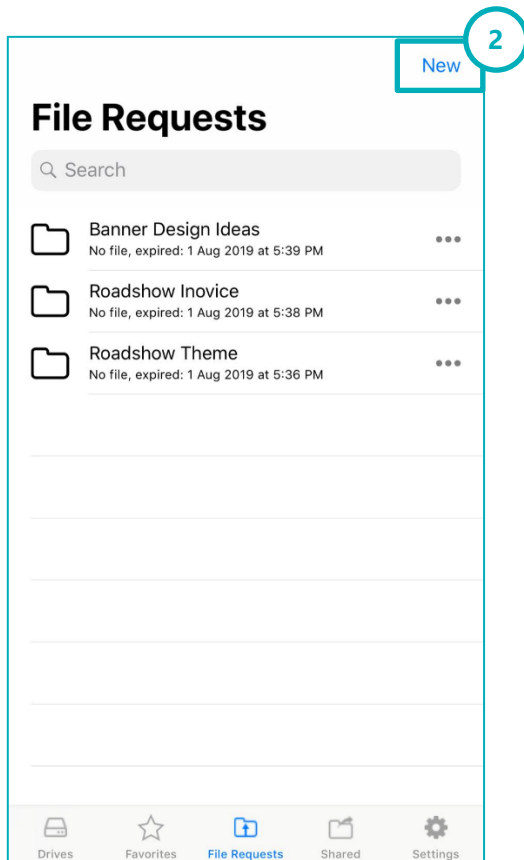 2
New
File Requests
Search
Banner Design Ideas
No file, expired: 1 Aug 2019 at 5:39 PM
Roadshow Inovice
No file, expired: 1 Aug 2019 at 5:38 PM
Roadshow Theme
No file, expired: 1 Aug 2019 at 5:36 PM
Drives Favorites File Requests Shared Settings